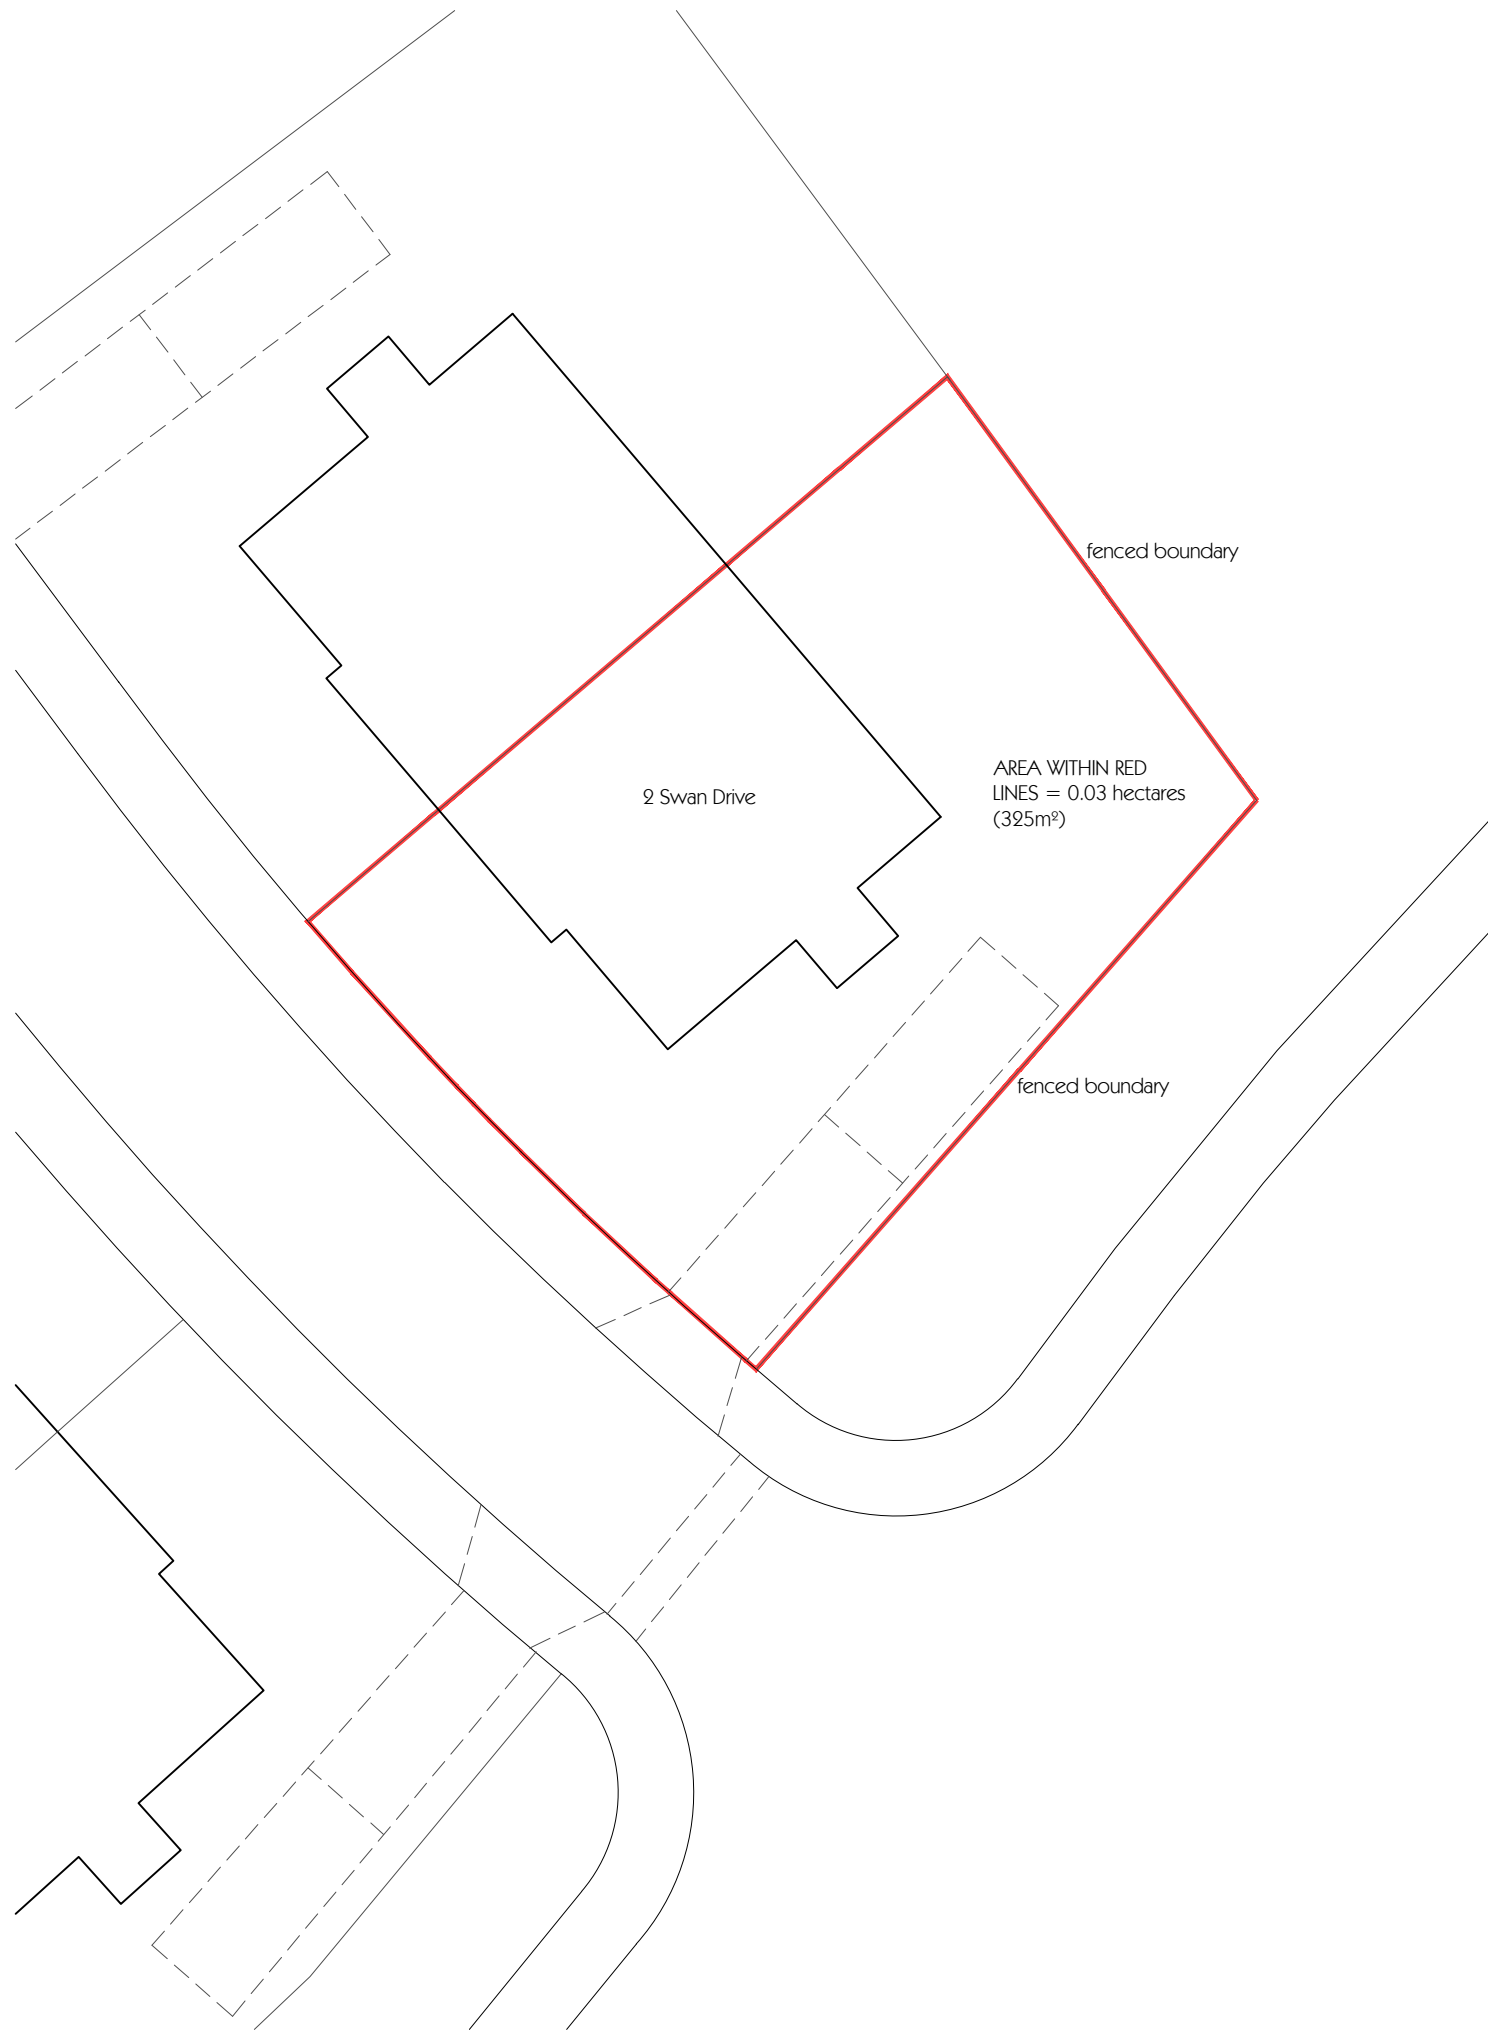 fenced boundary
AREA WITHIN RED
LINES = 0.03 hectares
(325m²)
2 Swan Drive
fenced boundary